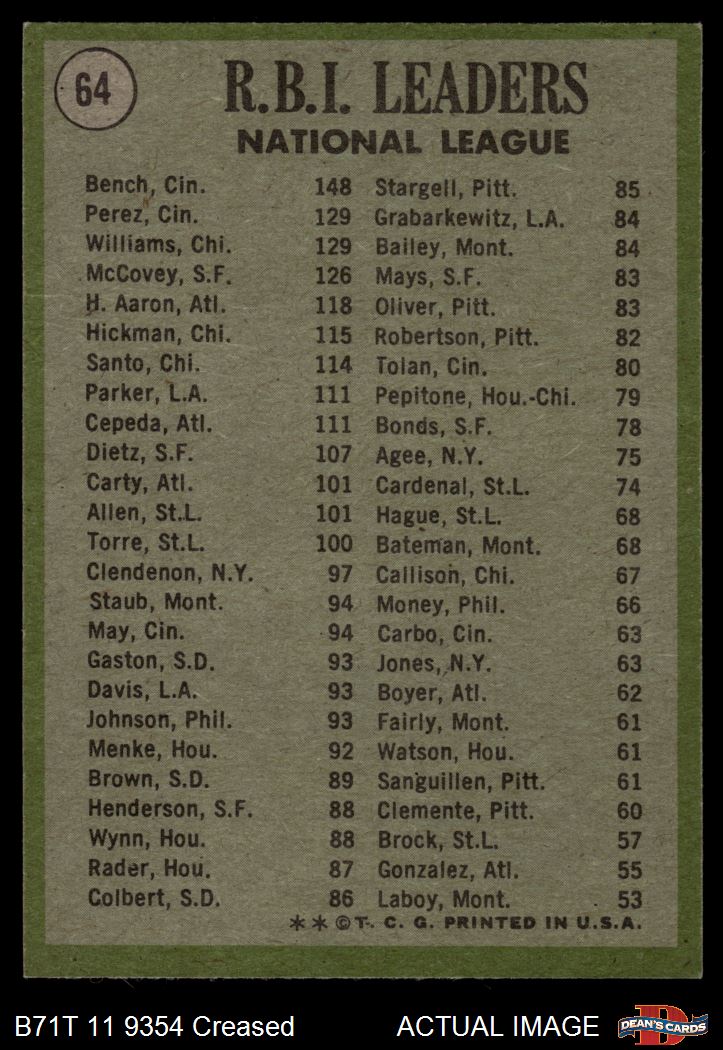 64
R.B.I. LEADERS
NATIONAL LEAGUE
Bench, Cin. 148
Perez, Cin. 129
Williams, Chi. 129
McCovey, S.F. 126
H. Aaron, Atl. 118
Hickman, Chi. 115
Santo, Chi. 114
Parker, L.A. 111
Cepeda, Atl. 111
Dietz, S.F. 107
Carty, Atl. 101
Allen, St.L. 101
Torre, St.L. 100
Clendenon, N.Y. 97
Staub, Mont. 94
May, Cin. 94
Gaston, S.D. 93
Davis, L.A. 93
Johnson, Phil. 93
Menke, Hou. 92
Brown, S.D. 89
Henderson, S.F. 88
Wynn, Hou. 88
Rader, Hou. 87
Colbert, S.D. 86
Stargell, Pitt. 85
Grabarkewitz, L.A. 84
Bailey, Mont. 84
Mays, S.F. 83
Oliver, Pitt. 83
Robertson, Pitt. 82
Tolan, Cin. 80
Pepitone, Hou.-Chi. 79
Bonds, S.F. 78
Agee, N.Y. 75
Cardenal, St.L. 74
Hague, St.L. 68
Bateman, Mont. 68
Callison, Chi. 67
Money, Phil. 66
Carbo, Cin. 63
Jones, N.Y. 63
Boyer, Atl. 62
Fairly, Mont. 61
Watson, Hou. 61
Sanguillen, Pitt. 61
Clemente, Pitt. 60
Brock, St.L. 57
Gonzalez, Atl. 55
Laboy, Mont. 53
**©T. C. G. PRINTED IN U.S.A.
B71T 11 9354 Creased ACTUAL IMAGE
D
DEAN'S CARDS